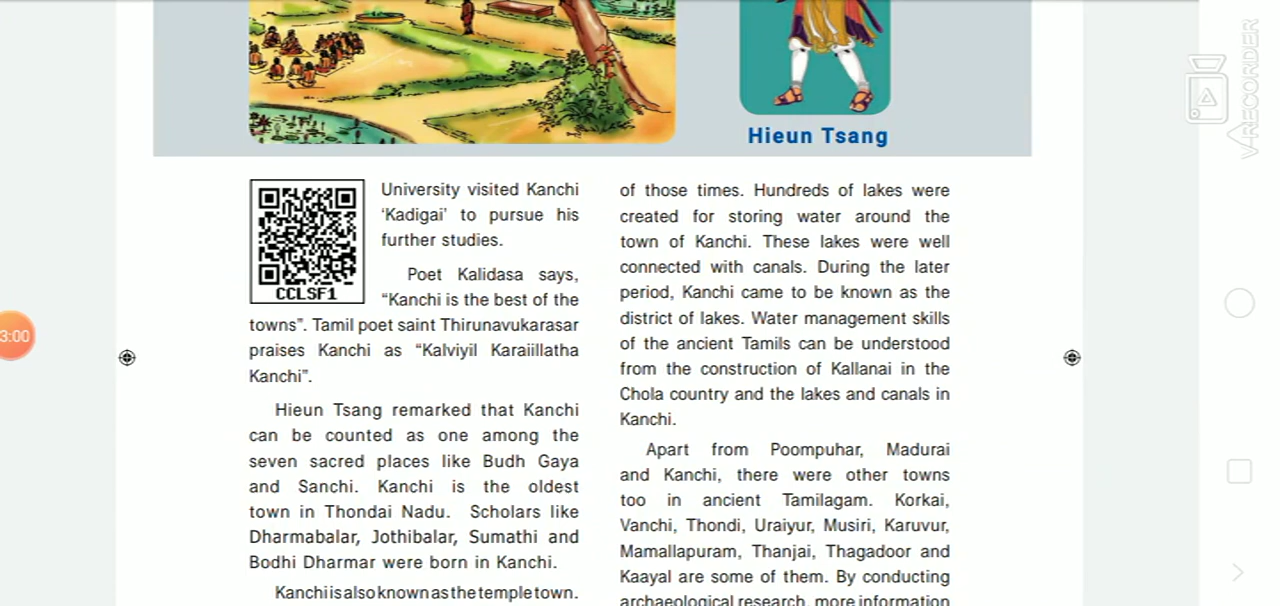 Hieun Tsang
CCLSF1
University visited Kanchi
‘Kadigai’ to pursue his
further studies.
Poet Kalidasa says,
“Kanchi is the best of the
towns”. Tamil poet saint Thirunavukarasar
praises Kanchi as “Kalviyil Karaiillatha
Kanchi”.
Hieun Tsang remarked that Kanchi
can be counted as one among the
seven sacred places like Budh Gaya
and Sanchi. Kanchi is the oldest
town in Thondai Nadu. Scholars like
Dharmabalar, Jothibalar, Sumathi and
Bodhi Dharmar were born in Kanchi.
Kanchi is also known as the temple town.
of those times. Hundreds of lakes were
created for storing water around the
town of Kanchi. These lakes were well
connected with canals. During the later
period, Kanchi came to be known as the
district of lakes. Water management skills
of the ancient Tamils can be understood
from the construction of Kallanai in the
Chola country and the lakes and canals in
Kanchi.
Apart from Poompuhar, Madurai
and Kanchi, there were other towns
too in ancient Tamilagam. Korkai,
Vanchi, Thondi, Uraiyur, Musiri, Karuvur,
Mamallapuram, Thanjai, Thagadoor and
Kaayal are some of them. By conducting
archaeological research, more information
3:00
VRECORDER